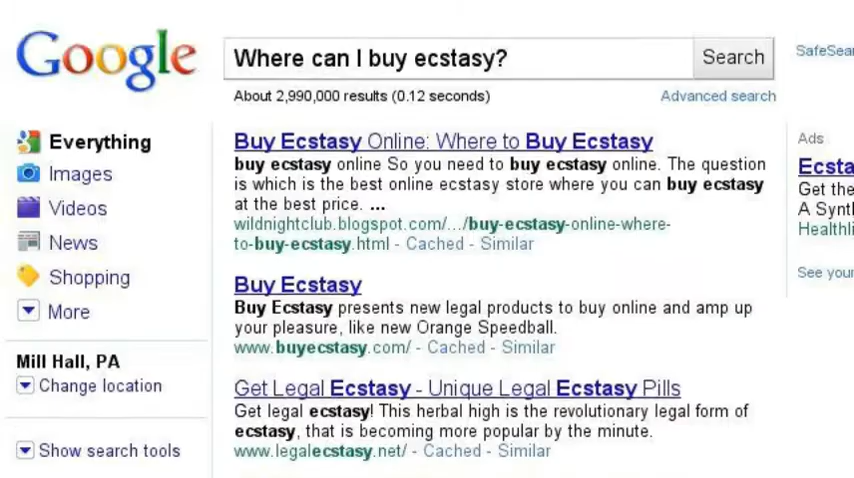 Google
Where can I buy ecstasy?
Search
SafeSear
About 2,990,000 results (0.12 seconds)
Advanced search
Everything
Images
Videos
News
Shopping
More
Mill Hall, PA
Change location
Show search tools
Buy Ecstasy Online: Where to Buy Ecstasy
buy ecstasy online So you need to buy ecstasy online. The question
is which is the best online ecstasy store where you can buy ecstasy
at the best price. ...
wildnightclub.blogspot.com/.../buy-ecstasy-online-where-
to-buy-ecstasy.html - Cached - Similar
Buy Ecstasy
Buy Ecstasy presents new legal products to buy online and amp up
your pleasure, like new Orange Speedball.
www.buyecstasy.com/ - Cached - Similar
Get Legal Ecstasy - Unique Legal Ecstasy Pills
Get legal ecstasy! This herbal high is the revolutionary legal form of
ecstasy, that is becoming more popular by the minute.
www.legalecstasy.net/ - Cached - Similar
Ads
Ecsta
Get the
A Synt
Healthli
See your